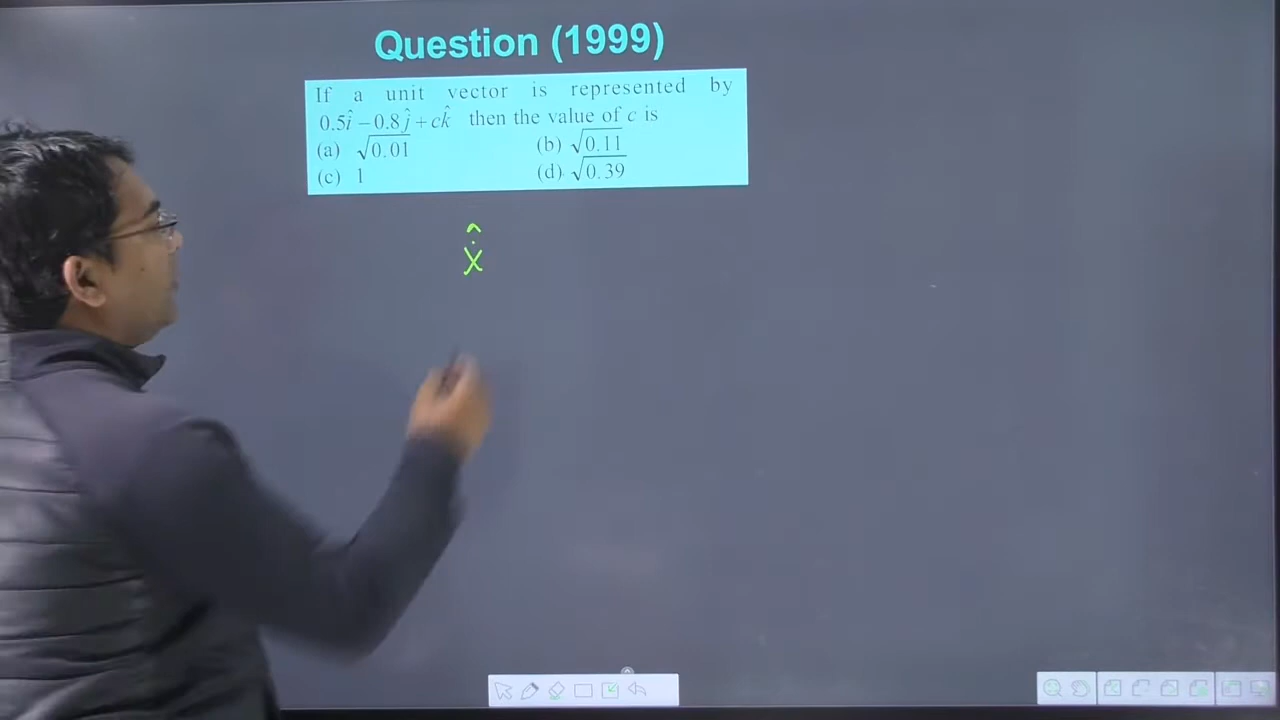 Question (1999)
If a unit vector is represented by
0.5î – 0.8ĵ + ck̂ then the value of c is
(a) √0.01 (b) √0.11
(c) 1 (d) √0.39
x̂